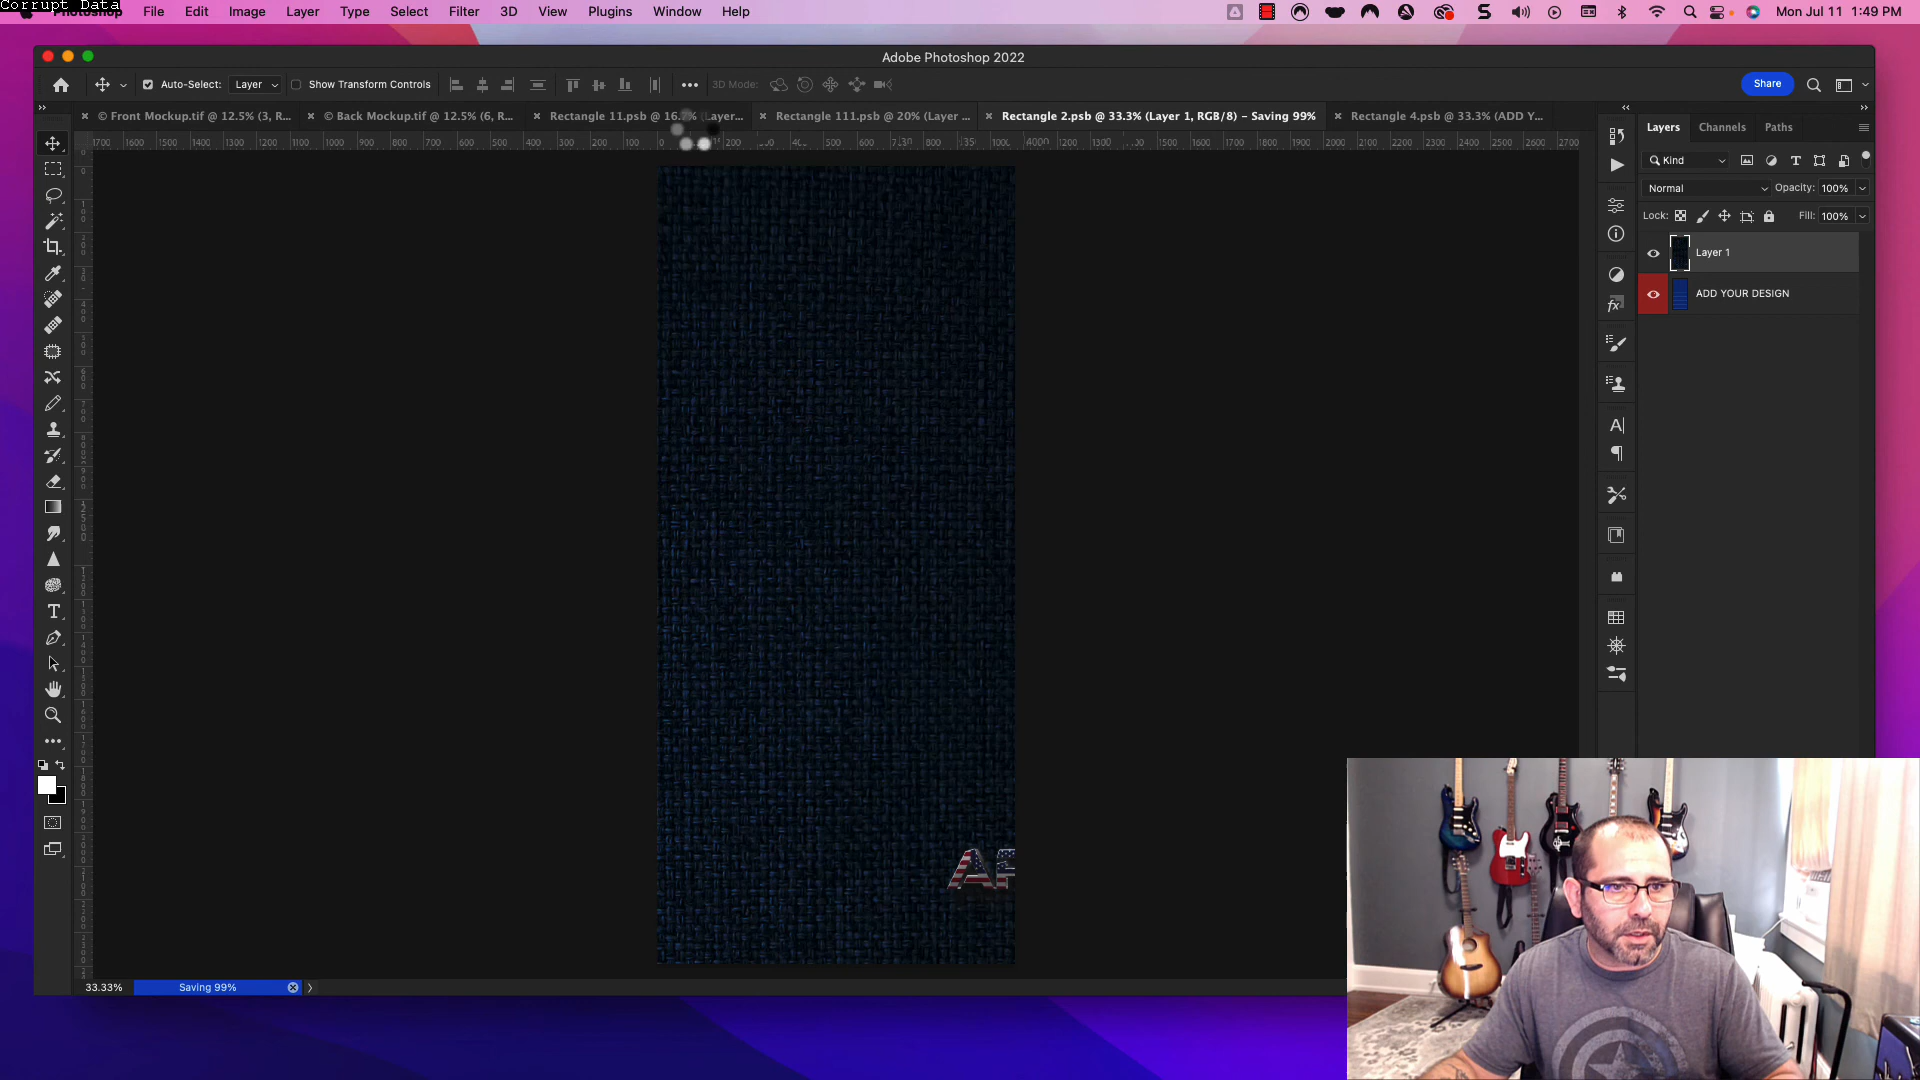 Corrupt Data
Photoshop File Edit Image Layer Type Select Filter 3D View Plugins Window Help Mon Jul 11 1:49 PM
Adobe Photoshop 2022
Auto-Select: Layer Show Transform Controls 3D Mode: Share
© Front Mockup.tif @ 12.5% (3, R... © Back Mockup.tif @ 12.5% (6, R... Rectangle 11.psb @ 16.7% (Layer... Rectangle 111.psb @ 20% (Layer ... Rectangle 2.psb @ 33.3% (Layer 1, RGB/8) – Saving 99% Rectangle 4.psb @ 33.3% (ADD Y...
Layers Channels Paths
Kind
Normal Opacity: 100%
Lock: Fill: 100%
Layer 1
ADD YOUR DESIGN
33.33% Saving 99%